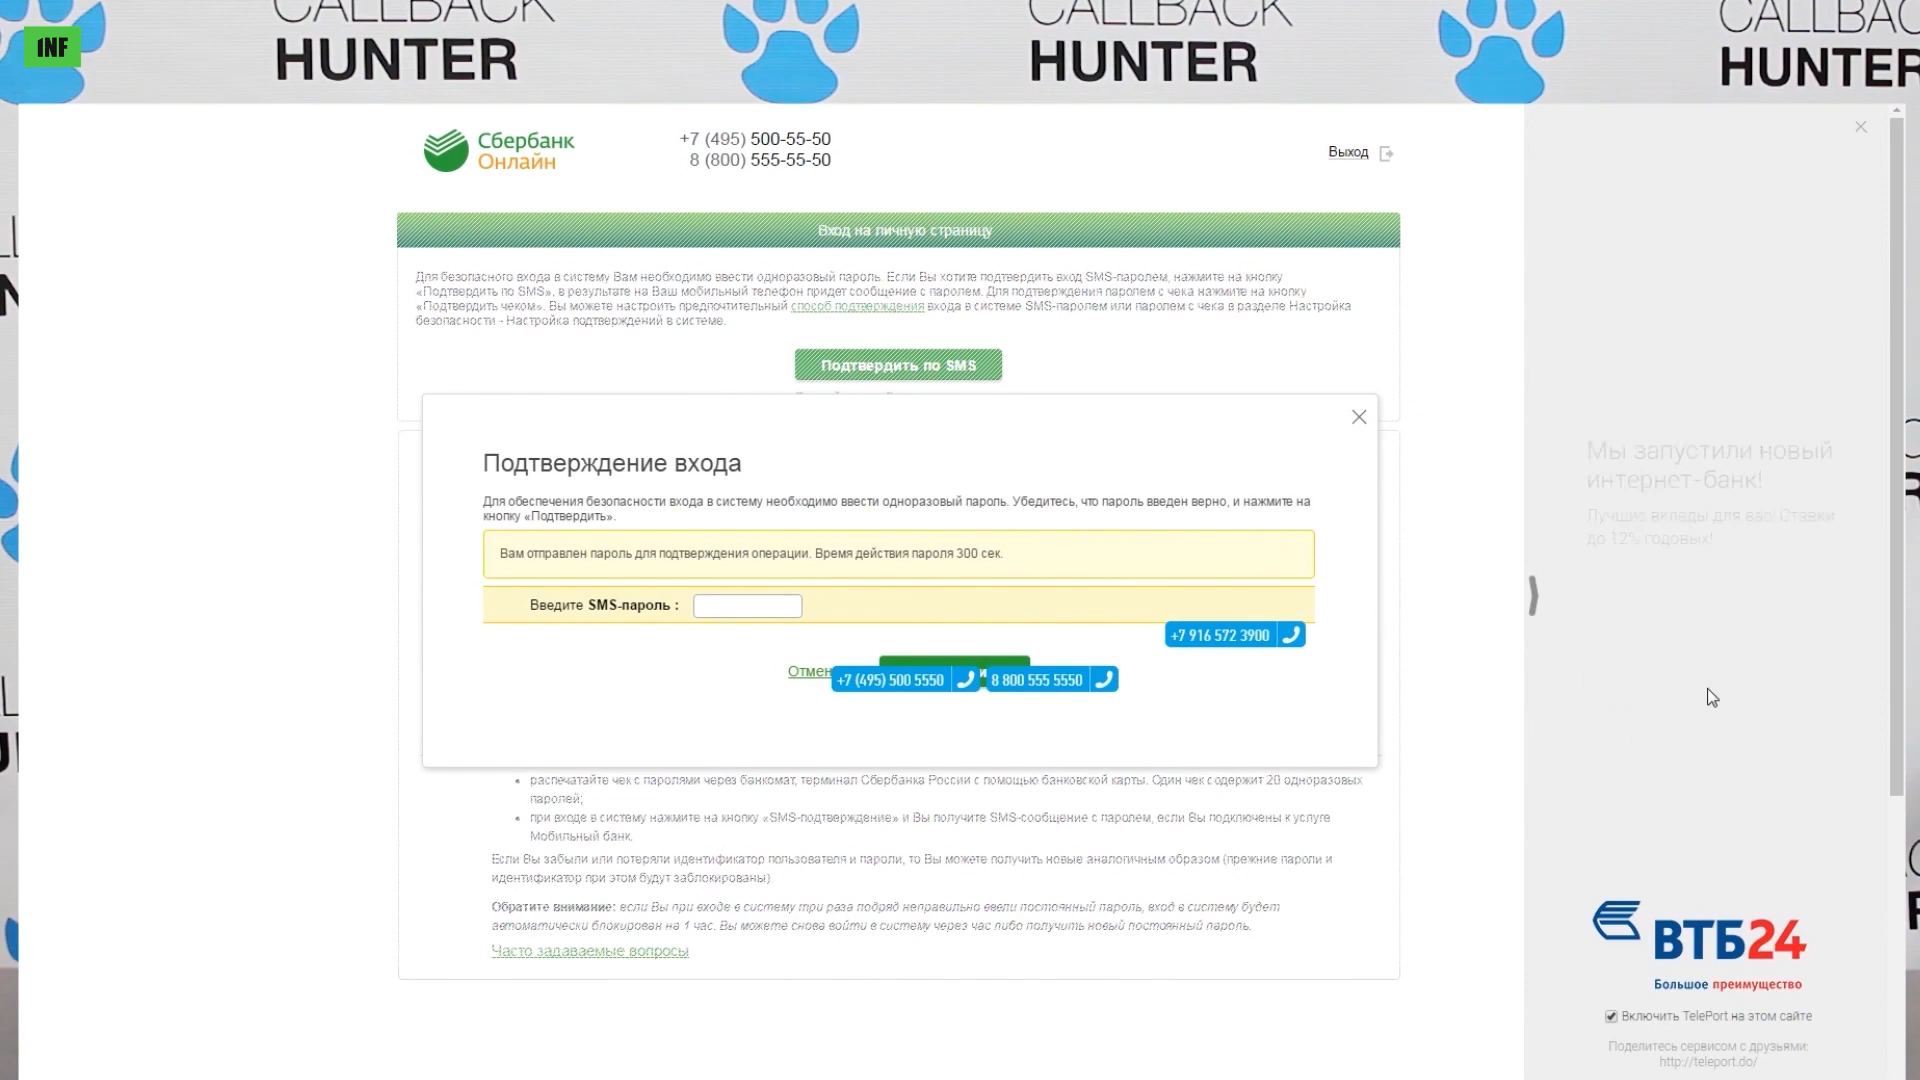 CALLBACK
HUNTER
CALLBACK
HUNTER
CALLBAC
HUNTER
1NF
Сбербанк
Онлайн
+7 (495) 500-55-50
8 (800) 555-55-50
Выход
Вход на личную страницу
Для безопасного входа в систему Вам необходимо ввести одноразовый пароль. Если Вы хотите подтвердить вход SMS-паролем, нажмите на кнопку
«Подтвердить по SMS», в результате на Ваш мобильный телефон придет сообщение с паролем. Для подтверждения паролем с чека нажмите на кнопку
«Подтвердить чеком». Вы можете настроить предпочтительный способ подтверждения входа в системе SMS-паролем или паролем с чека в разделе Настройка
безопасности - Настройка подтверждений в системе.
Подтвердить по SMS
Подтверждение входа
Для обеспечения безопасности входа в систему необходимо ввести одноразовый пароль. Убедитесь, что пароль введен верно, и нажмите на
кнопку «Подтвердить».
Вам отправлен пароль для подтверждения операции. Время действия пароля 300 сек.
Введите SMS-пароль :
+7 916 572 3900
Отмен
+7 (495) 500 5550
8 800 555 5550
распечатайте чек с паролями через банкомат, терминал Сбербанка России с помощью банковской карты. Один чек содержит 20 одноразовых
паролей;
при входе в систему нажмите на кнопку «SMS-подтверждение» и Вы получите SMS-сообщение с паролем, если Вы подключены к услуге
Мобильный банк.
Если Вы забыли или потеряли идентификатор пользователя и пароли, то Вы можете получить новые аналогичным образом (прежние пароли и
идентификатор при этом будут заблокированы).
Обратите внимание: если Вы при входе в систему три раза подряд неправильно ввели постоянный пароль, вход в систему будет
автоматически блокирован на 1 час. Вы можете снова войти в систему через час либо получить новый постоянный пароль.
Часто задаваемые вопросы
Мы запустили новый
интернет-банк!
Лучшие вклады для вас! Ставки
до 12% годовых!
ВТБ24
Большое преимущество
Включить TelePort на этом сайте
Поделитесь сервисом с друзьями:
http://teleport.do/